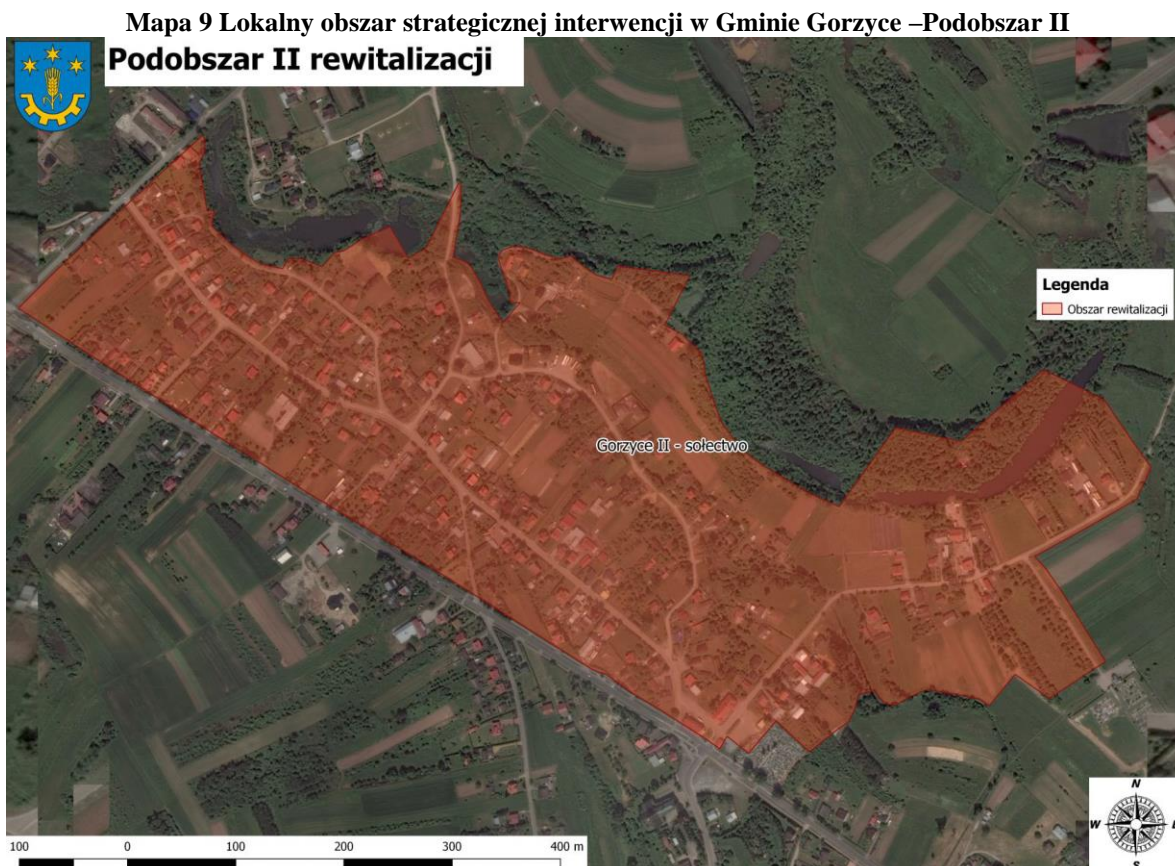 Mapa 9 Lokalny obszar strategicznej interwencji w Gminie Gorzyce –Podobszar II
Podobszar II rewitalizacji
Legenda
Obszar rewitalizacji
Gorzyce II - sołectwo
N
W
S
100 0 100 200 300 400 m